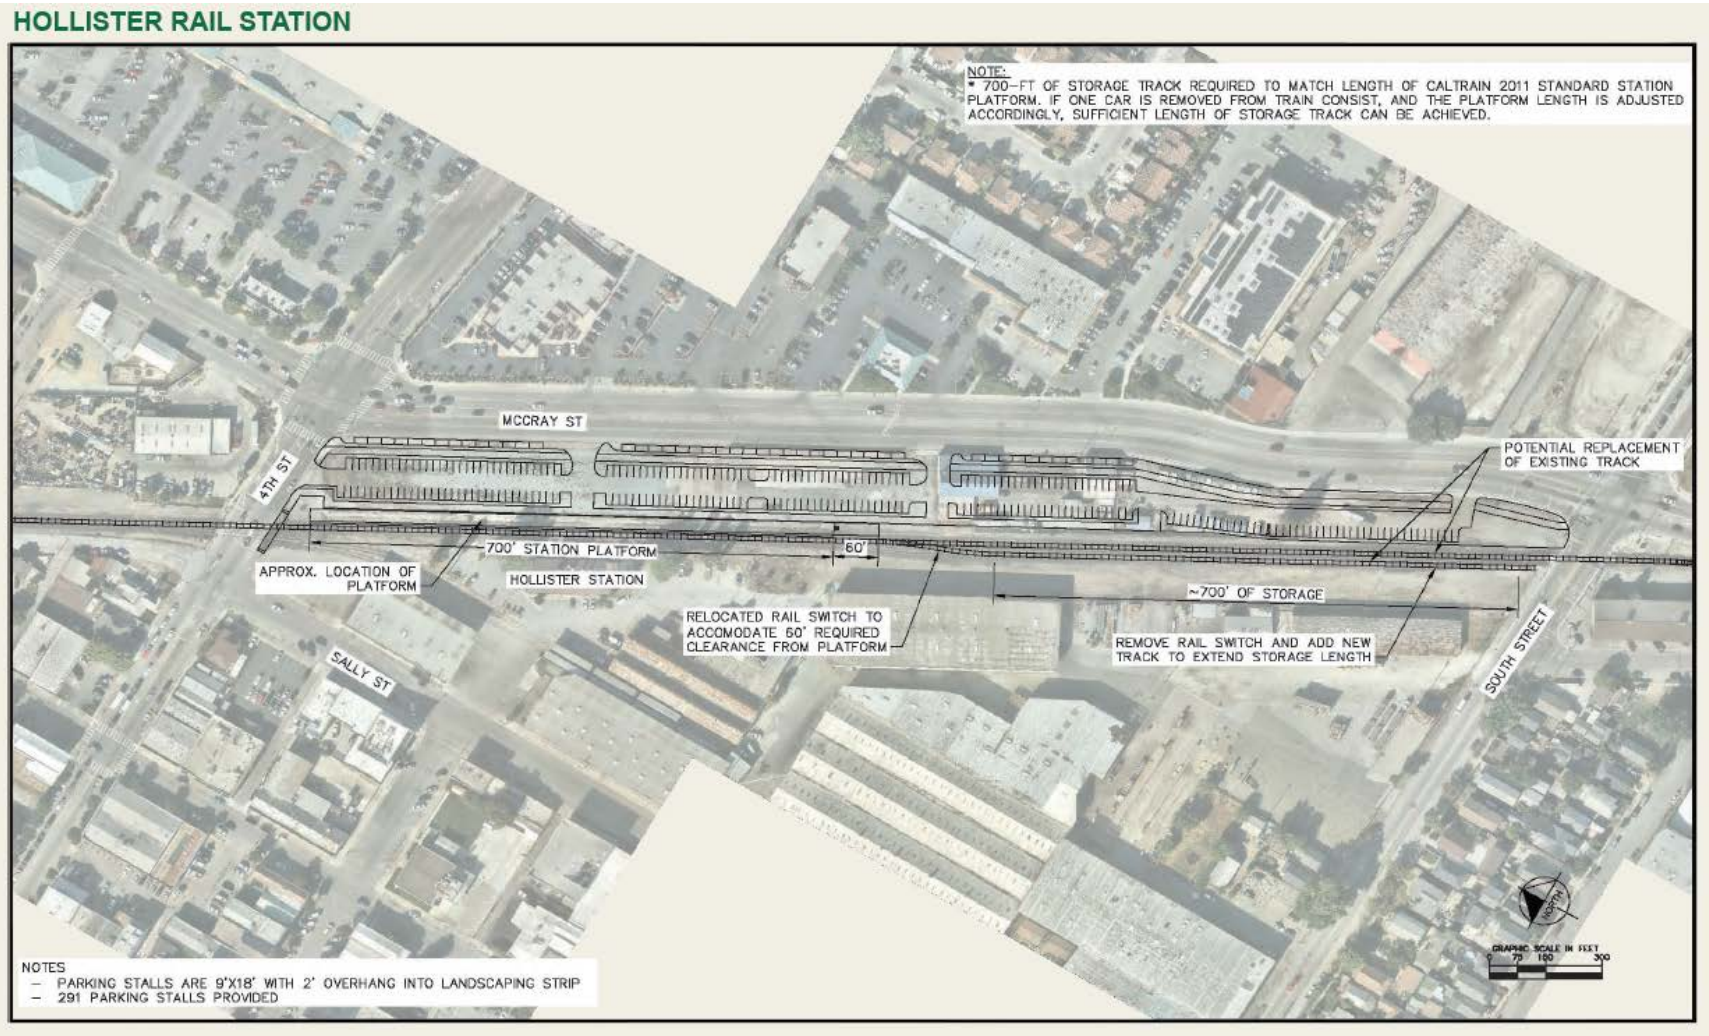 HOLLISTER RAIL STATION
NOTE:
* 700-FT OF STORAGE TRACK REQUIRED TO MATCH LENGTH OF CALTRAIN 2011 STANDARD STATION
PLATFORM. IF ONE CAR IS REMOVED FROM TRAIN CONSIST, AND THE PLATFORM LENGTH IS ADJUSTED
ACCORDINGLY, SUFFICIENT LENGTH OF STORAGE TRACK CAN BE ACHIEVED.
MCCRAY ST
4TH ST
POTENTIAL REPLACEMENT
OF EXISTING TRACK
700' STATION PLATFORM
60'
APPROX. LOCATION OF
PLATFORM
HOLLISTER STATION
~700' OF STORAGE
RELOCATED RAIL SWITCH TO
ACCOMODATE 60' REQUIRED
CLEARANCE FROM PLATFORM
REMOVE RAIL SWITCH AND ADD NEW
TRACK TO EXTEND STORAGE LENGTH
SALLY ST
SOUTH STREET
NORTH
GRAPHIC SCALE IN FEET
0 75 150 300
NOTES
– PARKING STALLS ARE 9'X18' WITH 2' OVERHANG INTO LANDSCAPING STRIP
– 291 PARKING STALLS PROVIDED